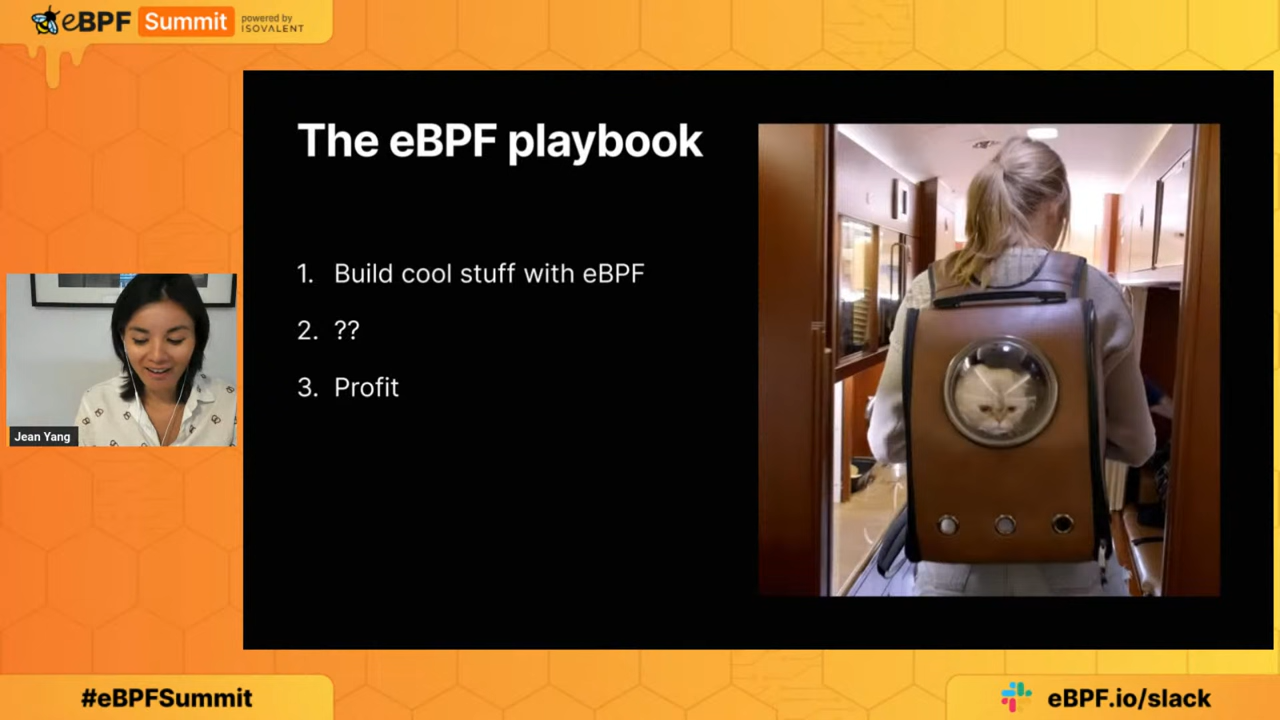 eBPF Summit powered by ISOVALENT
The eBPF playbook
1. Build cool stuff with eBPF
2. ??
3. Profit
Jean Yang
#eBPFSummit
eBPF.io/slack